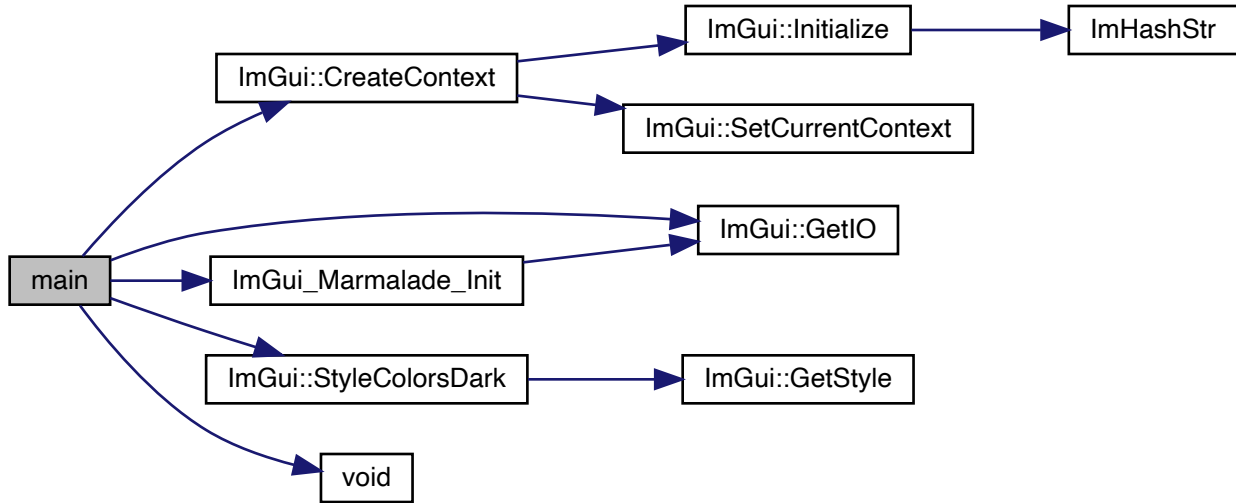 ImGui::Initialize
ImHashStr
ImGui::CreateContext
ImGui::SetCurrentContext
ImGui::GetIO
main
ImGui_Marmalade_Init
ImGui::StyleColorsDark
ImGui::GetStyle
void